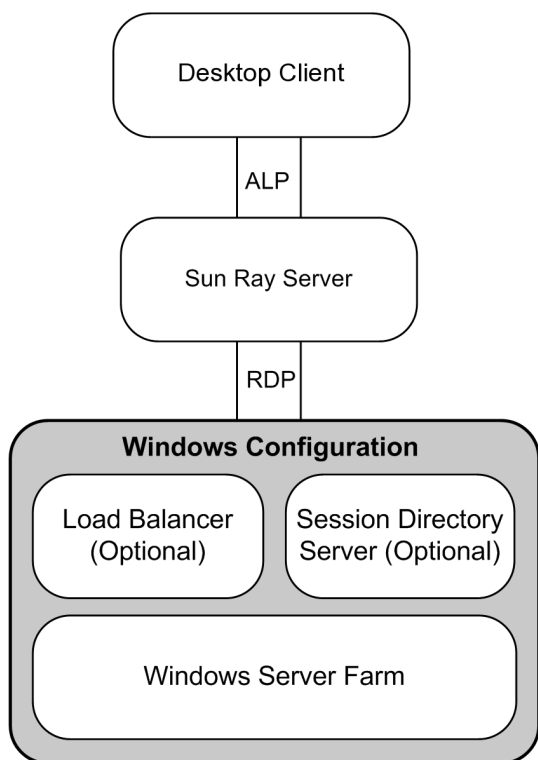 Desktop Client
ALP
Sun Ray Server
RDP
Windows Configuration
Load Balancer
(Optional)
Session Directory
Server (Optional)
Windows Server Farm